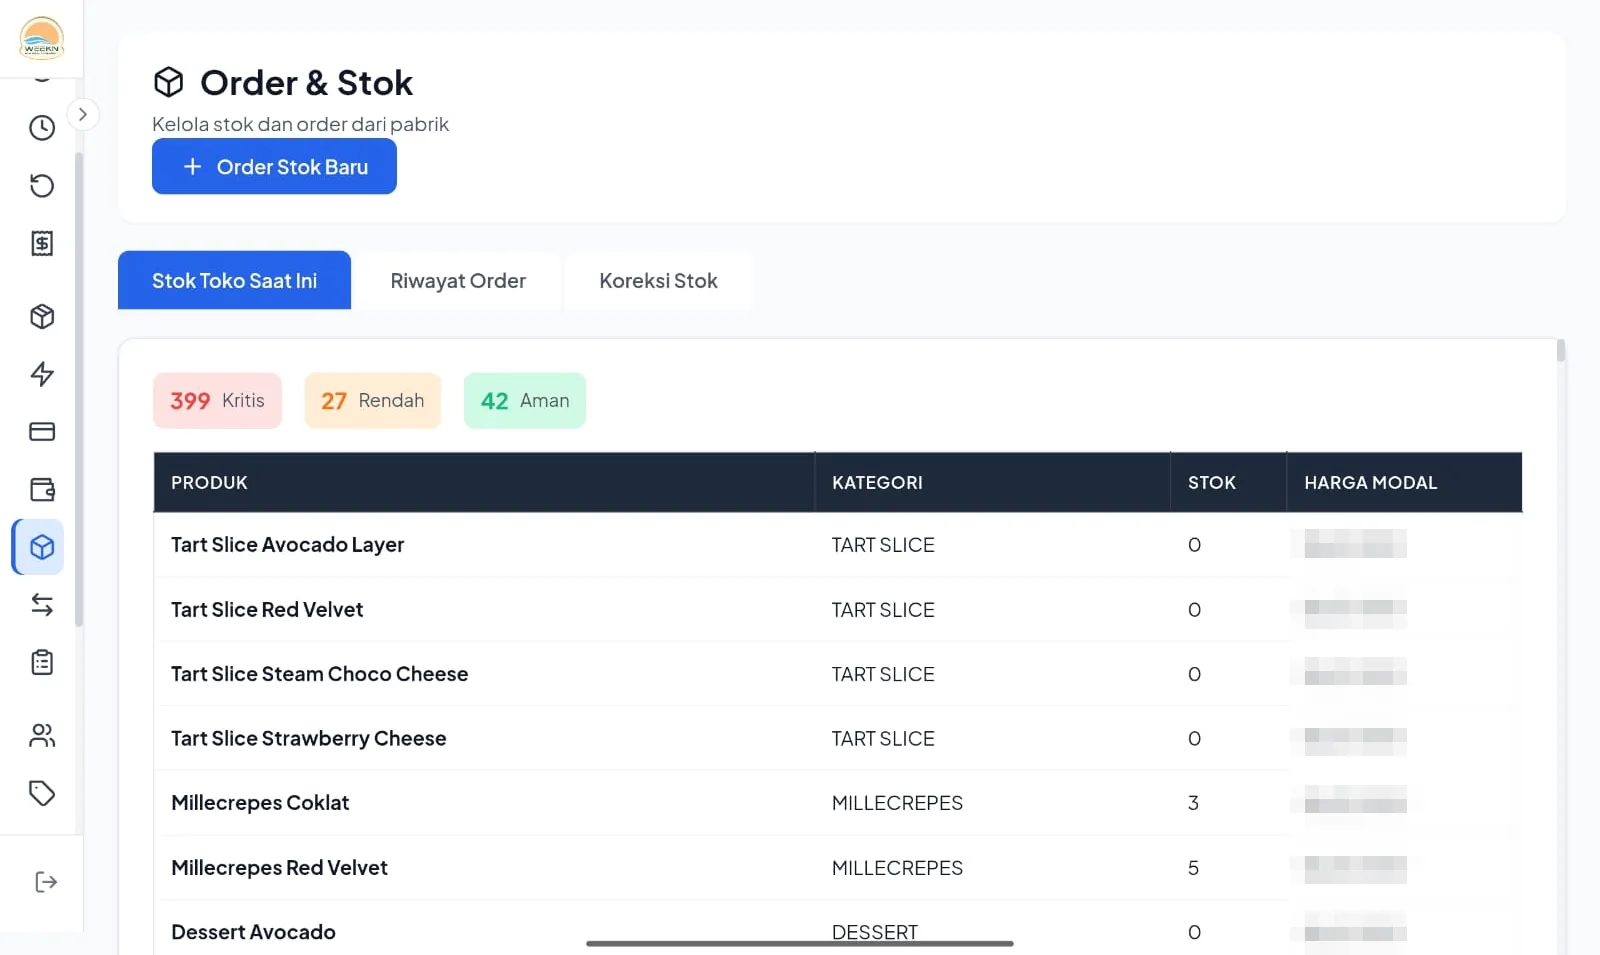 WEEKN
Order & Stok
Kelola stok dan order dari pabrik
+ Order Stok Baru
Stok Toko Saat Ini Riwayat Order Koreksi Stok
399 Kritis 27 Rendah 42 Aman
PRODUK KATEGORI STOK HARGA MODAL
Tart Slice Avocado Layer TART SLICE 0
Tart Slice Red Velvet TART SLICE 0
Tart Slice Steam Choco Cheese TART SLICE 0
Tart Slice Strawberry Cheese TART SLICE 0
Millecrepes Coklat MILLECREPES 3
Millecrepes Red Velvet MILLECREPES 5
Dessert Avocado DESSERT 0